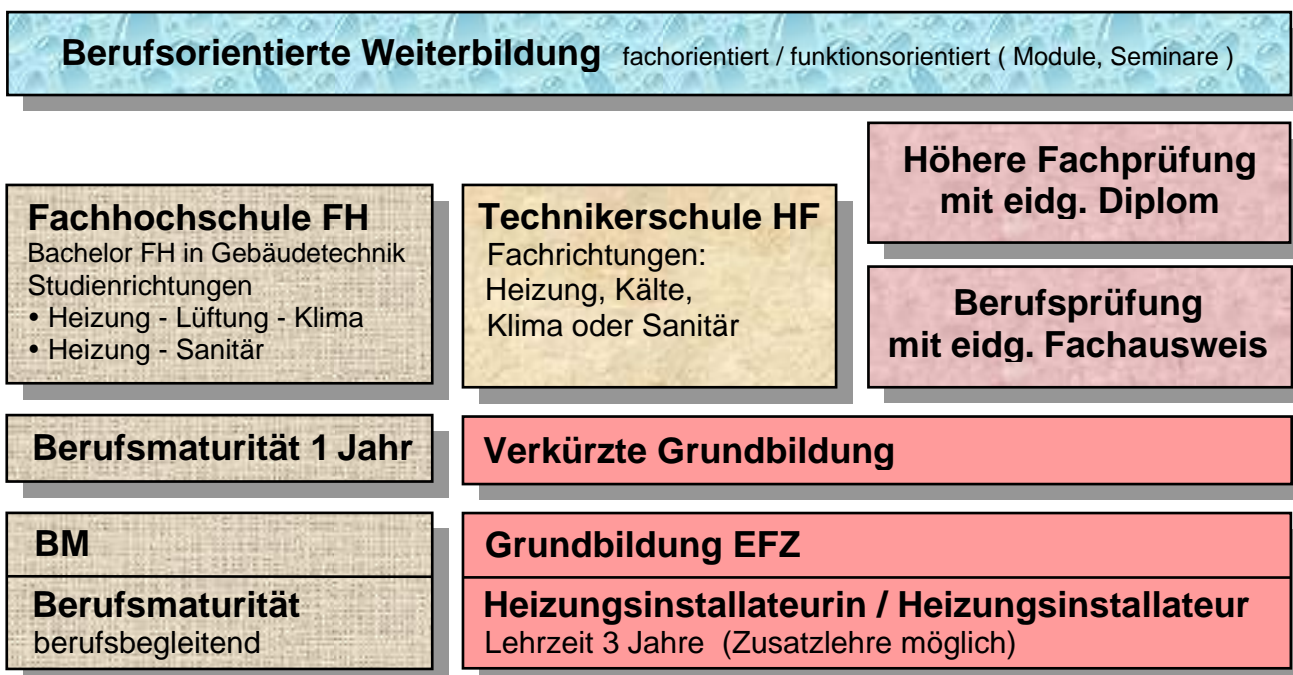 Berufsorientierte Weiterbildung fachorientiert / funktionsorientiert ( Module, Seminare )
Höhere Fachprüfung
mit eidg. Diplom
Fachhochschule FH
Bachelor FH in Gebäudetechnik
Studienrichtungen
• Heizung - Lüftung - Klima
• Heizung - Sanitär
Technikerschule HF
Fachrichtungen:
Heizung, Kälte,
Klima oder Sanitär
Berufsprüfung
mit eidg. Fachausweis
Berufsmaturität 1 Jahr
Verkürzte Grundbildung
BM
Berufsmaturität
berufsbegleitend
Grundbildung EFZ
Heizungsinstallateurin / Heizungsinstallateur
Lehrzeit 3 Jahre (Zusatzlehre möglich)